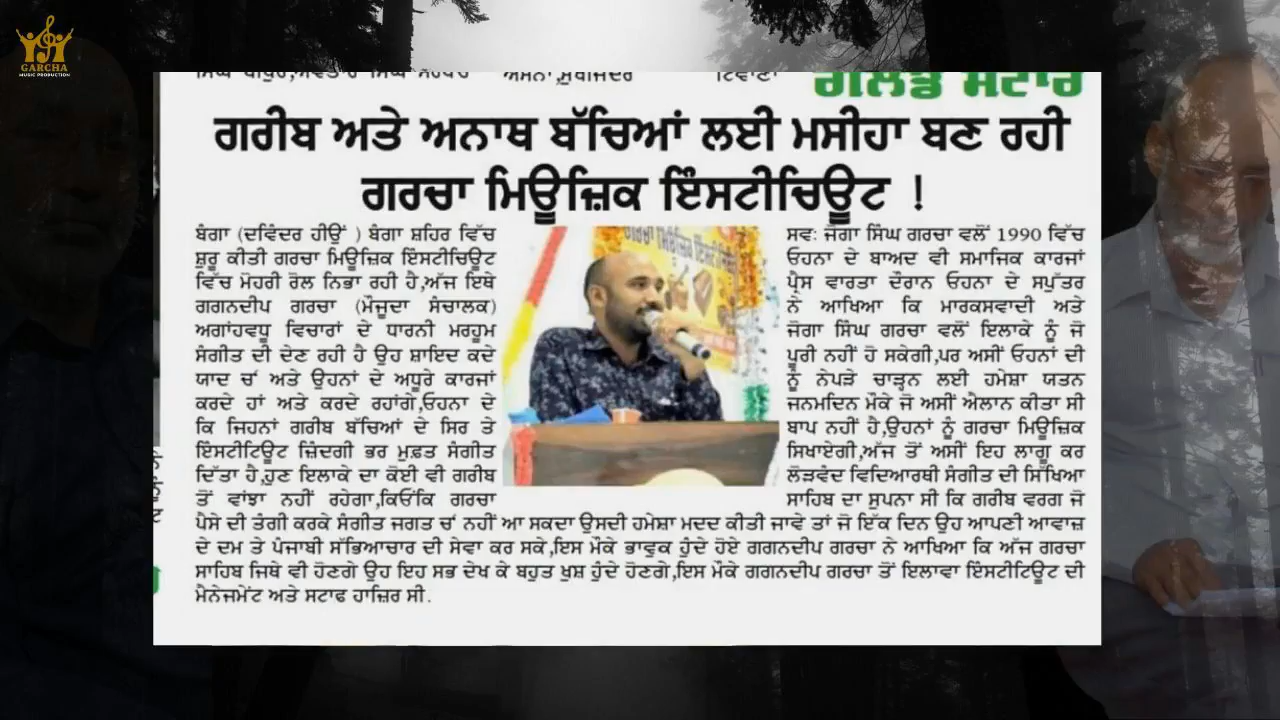 GARCHA
MUSIC PRODUCTION
ਗੋਲਡ ਸਟਾਰ
ਗਰੀਬ ਅਤੇ ਅਨਾਥ ਬੱਚਿਆਂ ਲਈ ਮਸੀਹਾ ਬਣ ਰਹੀ
ਗਰਚਾ ਮਿਊਜ਼ਿਕ ਇੰਸਟੀਚਿਊਟ !
ਬੰਗਾ (ਦਵਿੰਦਰ ਹੀਉਂ ) ਬੰਗਾ ਸ਼ਹਿਰ ਵਿੱਚ ਸਵਃ ਜੋਗਾ ਸਿੰਘ ਗਰਚਾ ਵਲੋਂ 1990 ਵਿੱਚ
ਸ਼ੁਰੂ ਕੀਤੀ ਗਰਚਾ ਮਿਊਜ਼ਿਕ ਇੰਸਟੀਚਿਊਟ ਓਹਨਾ ਦੇ ਬਾਅਦ ਵੀ ਸਮਾਜਿਕ ਕਾਰਜਾਂ
ਵਿੱਚ ਮੋਹਰੀ ਰੋਲ ਨਿਭਾ ਰਹੀ ਹੈ,ਅੱਜ ਇਥੇ ਪ੍ਰੈਸ ਵਾਰਤਾ ਦੌਰਾਨ ਓਹਨਾ ਦੇ ਸਪੁੱਤਰ
ਗਗਨਦੀਪ ਗਰਚਾ (ਮੌਜੂਦਾ ਸੰਚਾਲਕ) ਨੇ ਆਖਿਆ ਕਿ ਮਾਰਕਸਵਾਦੀ ਅਤੇ
ਅਗਾਂਹਵਧੂ ਵਿਚਾਰਾਂ ਦੇ ਧਾਰਨੀ ਮਰਹੂਮ ਜੋਗਾ ਸਿੰਘ ਗਰਚਾ ਵਲੋਂ ਇਲਾਕੇ ਨੂੰ ਜੋ
ਸੰਗੀਤ ਦੀ ਦੇਣ ਰਹੀ ਹੈ ਉਹ ਸ਼ਾਇਦ ਕਦੇ ਪੂਰੀ ਨਹੀਂ ਹੋ ਸਕੇਗੀ,ਪਰ ਅਸੀਂ ਓਹਨਾਂ ਦੀ
ਯਾਦ ਚ' ਅਤੇ ਉਹਨਾਂ ਦੇ ਅਧੂਰੇ ਕਾਰਜਾਂ ਨੂੰ ਨੇਪੜੇ ਚਾੜ੍ਹਨ ਲਈ ਹਮੇਸ਼ਾ ਯਤਨ
ਕਰਦੇ ਹਾਂ ਅਤੇ ਕਰਦੇ ਰਹਾਂਗੇ,ਓਹਨਾ ਦੇ ਜਨਮਦਿਨ ਮੌਕੇ ਜੋ ਅਸੀਂ ਐਲਾਨ ਕੀਤਾ ਸੀ
ਕਿ ਜਿਹਨਾਂ ਗਰੀਬ ਬੱਚਿਆਂ ਦੇ ਸਿਰ ਤੇ ਬਾਪ ਨਹੀਂ ਹੈ,ਉਹਨਾਂ ਨੂੰ ਗਰਚਾ ਮਿਊਜ਼ਿਕ
ਇੰਸਟੀਟਿਊਟ ਜ਼ਿੰਦਗੀ ਭਰ ਮੁਫ਼ਤ ਸੰਗੀਤ ਸਿਖਾਏਗੀ,ਅੱਜ ਤੋਂ ਅਸੀਂ ਇਹ ਲਾਗੂ ਕਰ
ਦਿੱਤਾ ਹੈ,ਹੁਣ ਇਲਾਕੇ ਦਾ ਕੋਈ ਵੀ ਗਰੀਬ ਲੋੜਵੰਦ ਵਿਦਿਆਰਥੀ ਸੰਗੀਤ ਦੀ ਸਿੱਖਿਆ
ਤੋਂ ਵਾਂਝਾ ਨਹੀਂ ਰਹੇਗਾ,ਕਿਓਂਕਿ ਗਰਚਾ ਸਾਹਿਬ ਦਾ ਸੁਪਨਾ ਸੀ ਕਿ ਗਰੀਬ ਵਰਗ ਜੋ
ਪੈਸੇ ਦੀ ਤੰਗੀ ਕਰਕੇ ਸੰਗੀਤ ਜਗਤ ਚ' ਨਹੀਂ ਆ ਸਕਦਾ ਉਸਦੀ ਹਮੇਸ਼ਾ ਮਦਦ ਕੀਤੀ ਜਾਵੇ ਤਾਂ ਜੋ ਇੱਕ ਦਿਨ ਉਹ ਆਪਣੀ ਆਵਾਜ਼
ਦੇ ਦਮ ਤੇ ਪੰਜਾਬੀ ਸੱਭਿਆਚਾਰ ਦੀ ਸੇਵਾ ਕਰ ਸਕੇ,ਇਸ ਮੌਕੇ ਭਾਵੁਕ ਹੁੰਦੇ ਹੋਏ ਗਗਨਦੀਪ ਗਰਚਾ ਨੇ ਆਖਿਆ ਕਿ ਅੱਜ ਗਰਚਾ
ਸਾਹਿਬ ਜਿਥੇ ਵੀ ਹੋਣਗੇ ਉਹ ਇਹ ਸਭ ਦੇਖ ਕੇ ਬਹੁਤ ਖੁਸ਼ ਹੁੰਦੇ ਹੋਣਗੇ,ਇਸ ਮੌਕੇ ਗਗਨਦੀਪ ਗਰਚਾ ਤੋਂ ਇਲਾਵਾ ਇੰਸਟੀਟਿਊਟ ਦੀ
ਮੈਨੇਜਮੇਂਟ ਅਤੇ ਸਟਾਫ ਹਾਜ਼ਿਰ ਸੀ.